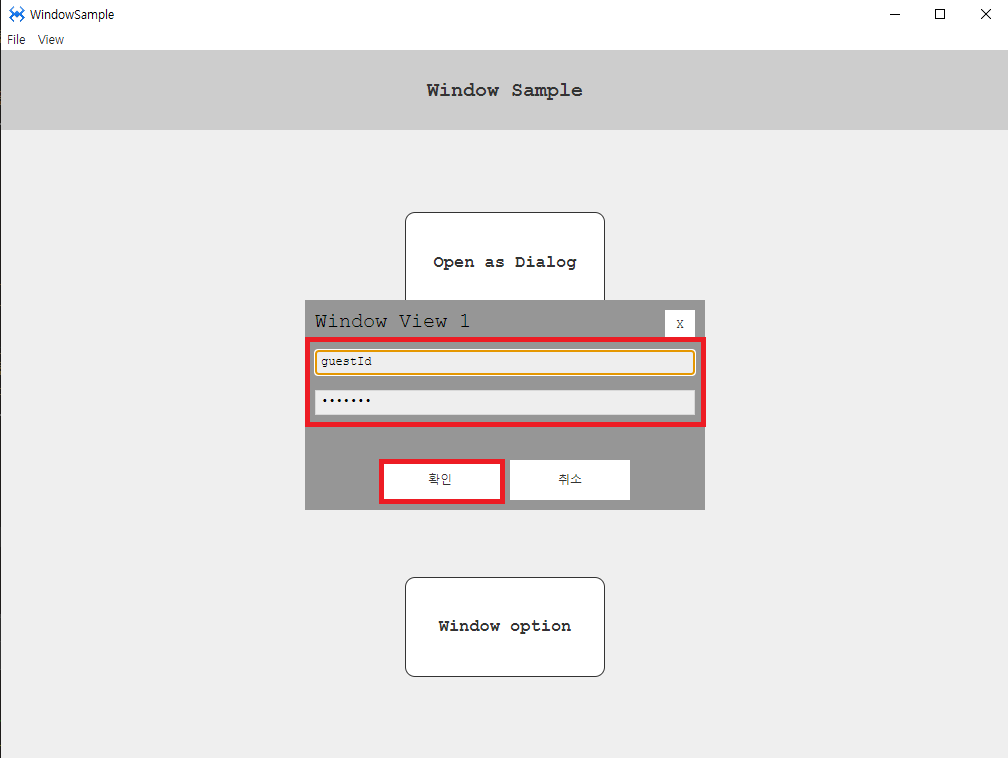 WindowSample
File View
Window Sample
Open as Dialog
Window View 1
X
guestId
•••••••
확인 취소
Window option